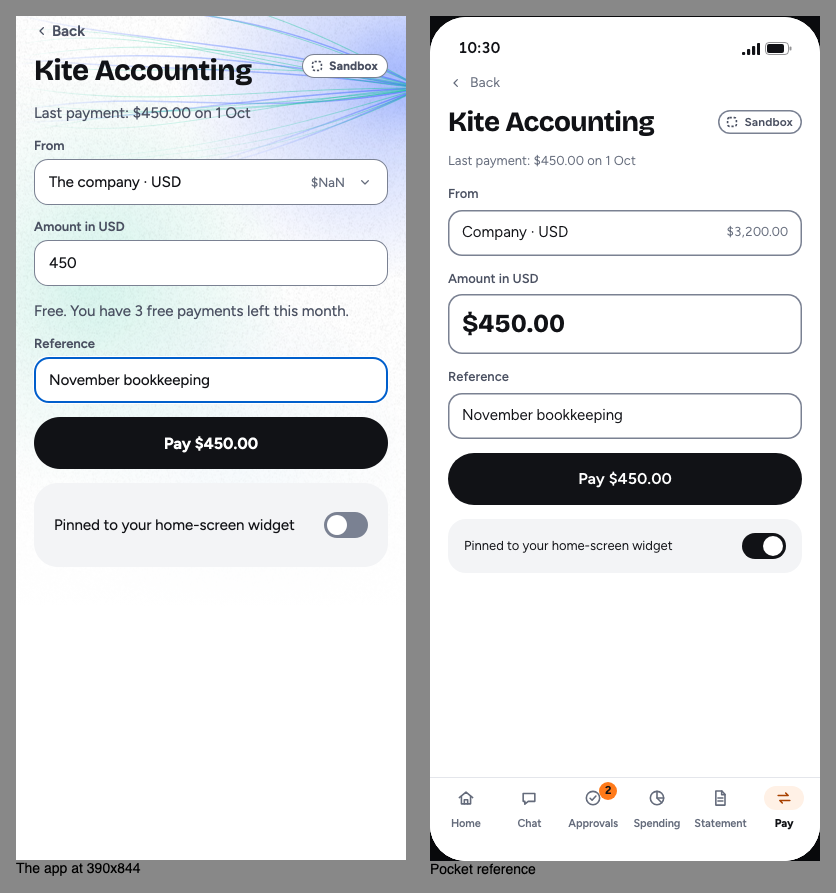 Back
Kite Accounting
Sandbox
Last payment: $450.00 on 1 Oct
From
The company · USD
$NaN
Amount in USD
450
Free. You have 3 free payments left this month.
Reference
November bookkeeping
Pay $450.00
Pinned to your home-screen widget
The app at 390x844
10:30
Back
Kite Accounting
Sandbox
Last payment: $450.00 on 1 Oct
From
Company · USD
$3,200.00
Amount in USD
$450.00
Reference
November bookkeeping
Pay $450.00
Pinned to your home-screen widget
2
Home
Chat
Approvals
Spending
Statement
Pay
Pocket reference